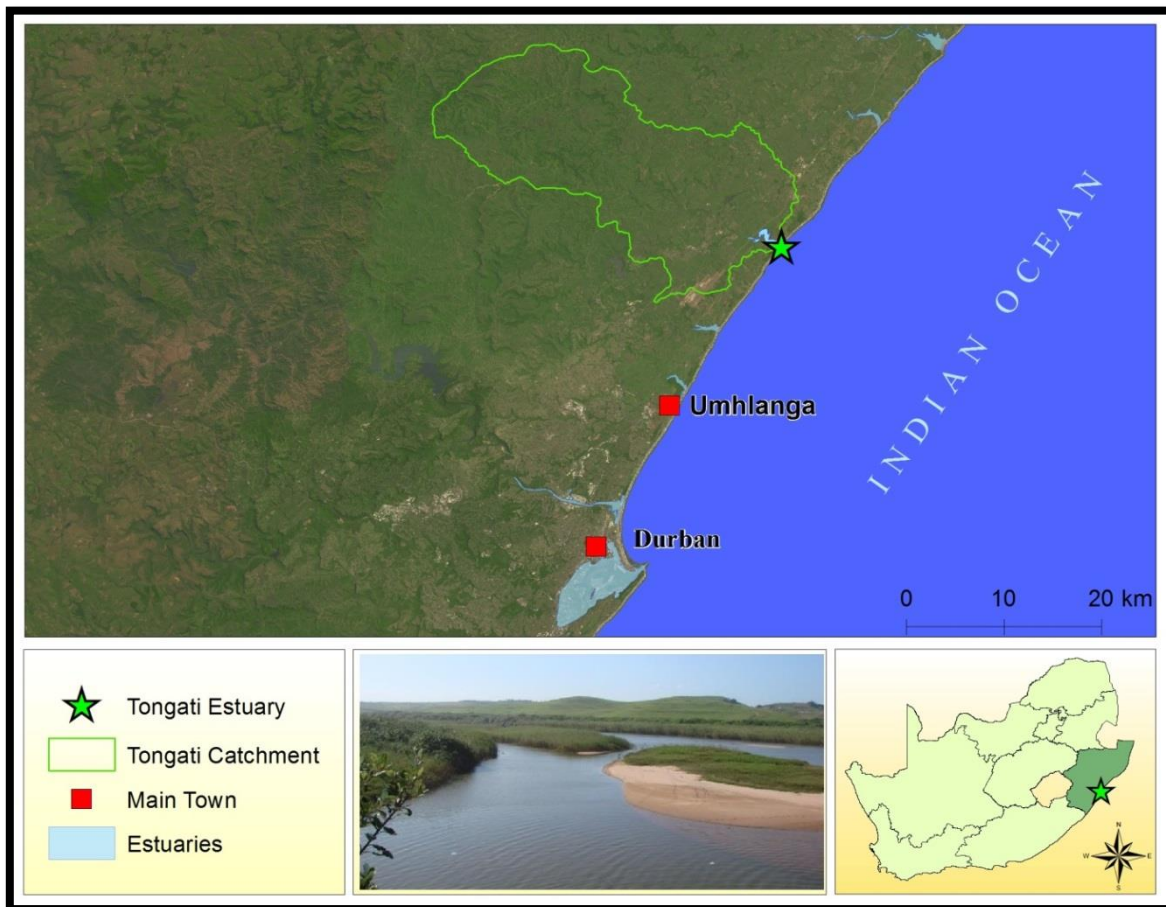 INDIAN OCEAN
Umhlanga
Durban
0 10 20 km
Tongati Estuary
Tongati Catchment
Main Town
Estuaries
N
W E
S